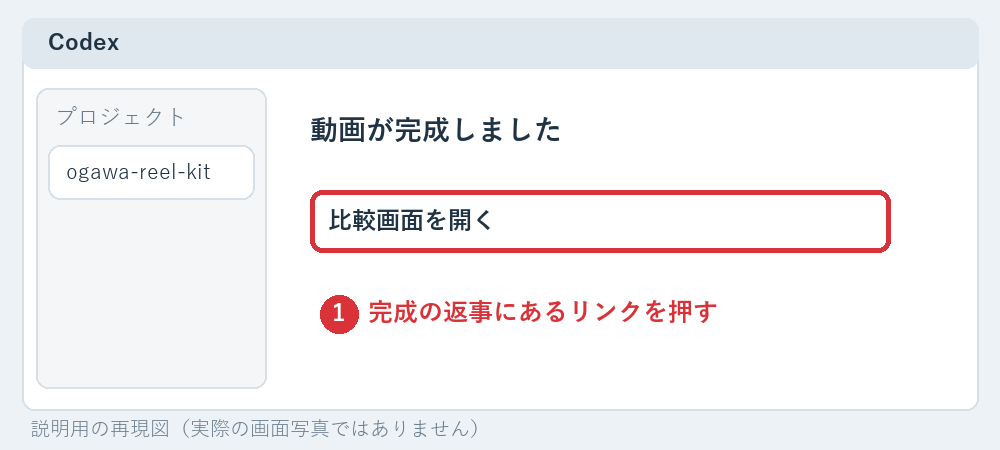 Codex
プロジェクト
ogawa-reel-kit
動画が完成しました
比較画面を開く
1 完成の返事にあるリンクを押す
説明用の再現図（実際の画面写真ではありません）